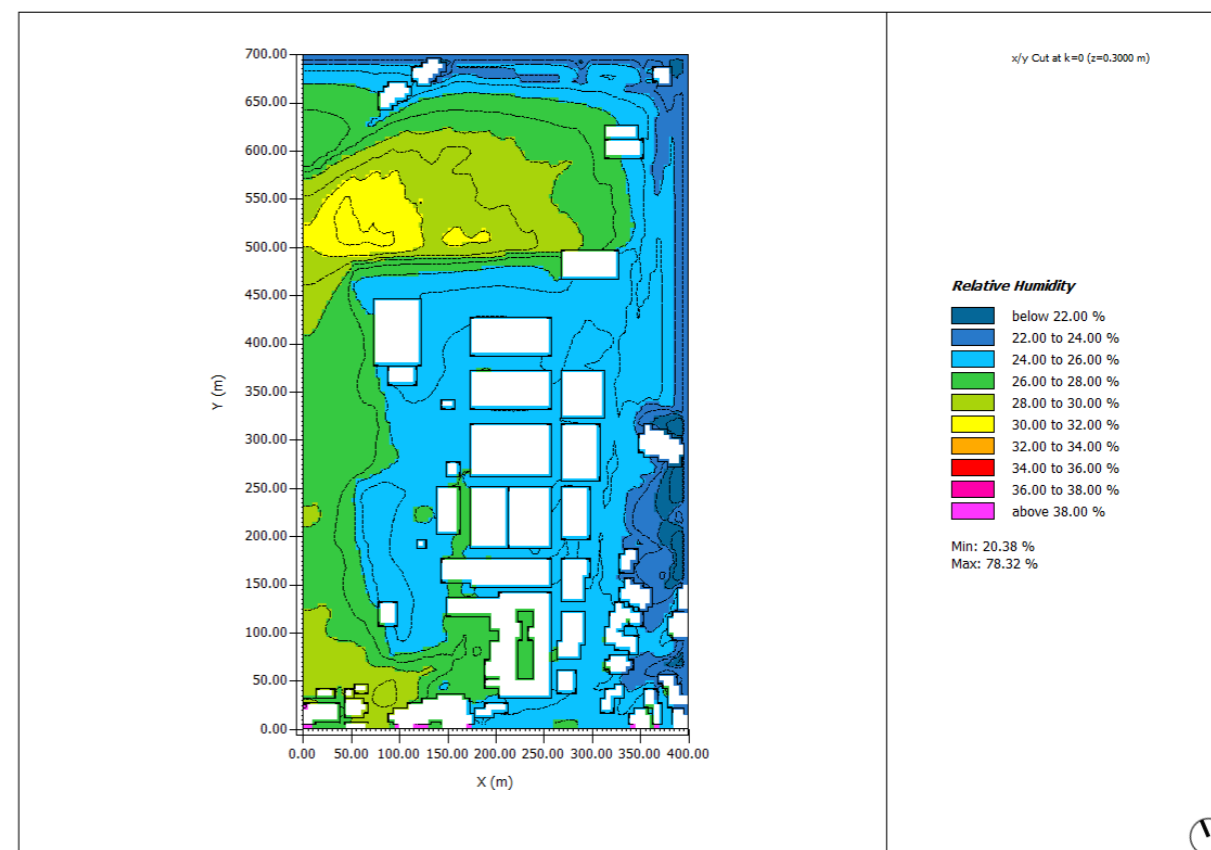 x/y Cut at k=0 (z=0.3000 m)
700.00
650.00
600.00
550.00
500.00
450.00
400.00
350.00
300.00
250.00
200.00
150.00
100.00
50.00
0.00
Y (m)
0.00 50.00 100.00 150.00 200.00 250.00 300.00 350.00 400.00
X (m)
Relative Humidity
below 22.00 %
22.00 to 24.00 %
24.00 to 26.00 %
26.00 to 28.00 %
28.00 to 30.00 %
30.00 to 32.00 %
32.00 to 34.00 %
34.00 to 36.00 %
36.00 to 38.00 %
above 38.00 %
Min: 20.38 %
Max: 78.32 %